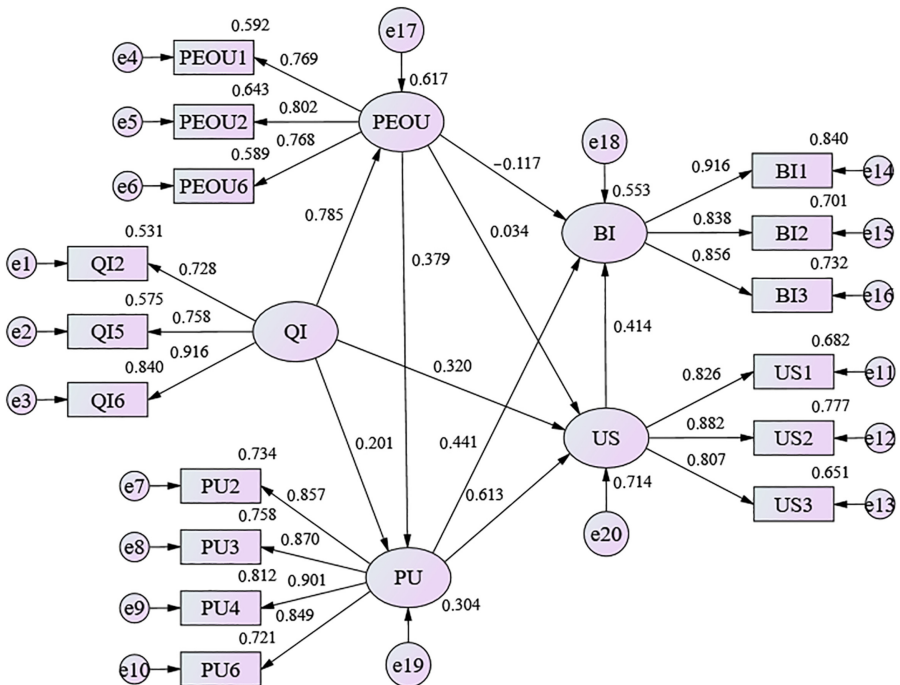 0.592
e17
e4
PEOU1
0.769
0.617
0.643
e5
PEOU2
0.802
PEOU
0.768
0.589
e6
PEOU6
e18
−0.117
0.840
0.916
BI1
e14
0.553
0.785
0.034
0.838
0.701
BI
BI2
e15
0.531
0.856
0.732
e1
QI2
0.728
0.379
BI3
e16
0.575
0.758
e2
QI5
QI
0.414
0.916
0.840
0.682
0.320
0.826
US1
e11
e3
QI6
0.777
0.882
0.201
0.441
US
US2
e12
0.734
0.807
0.651
e7
PU2
0.857
0.613
0.714
US3
e13
0.758
0.870
e8
PU3
e20
0.812
0.901
PU
e9
PU4
0.849
0.304
0.721
e10
PU6
e19